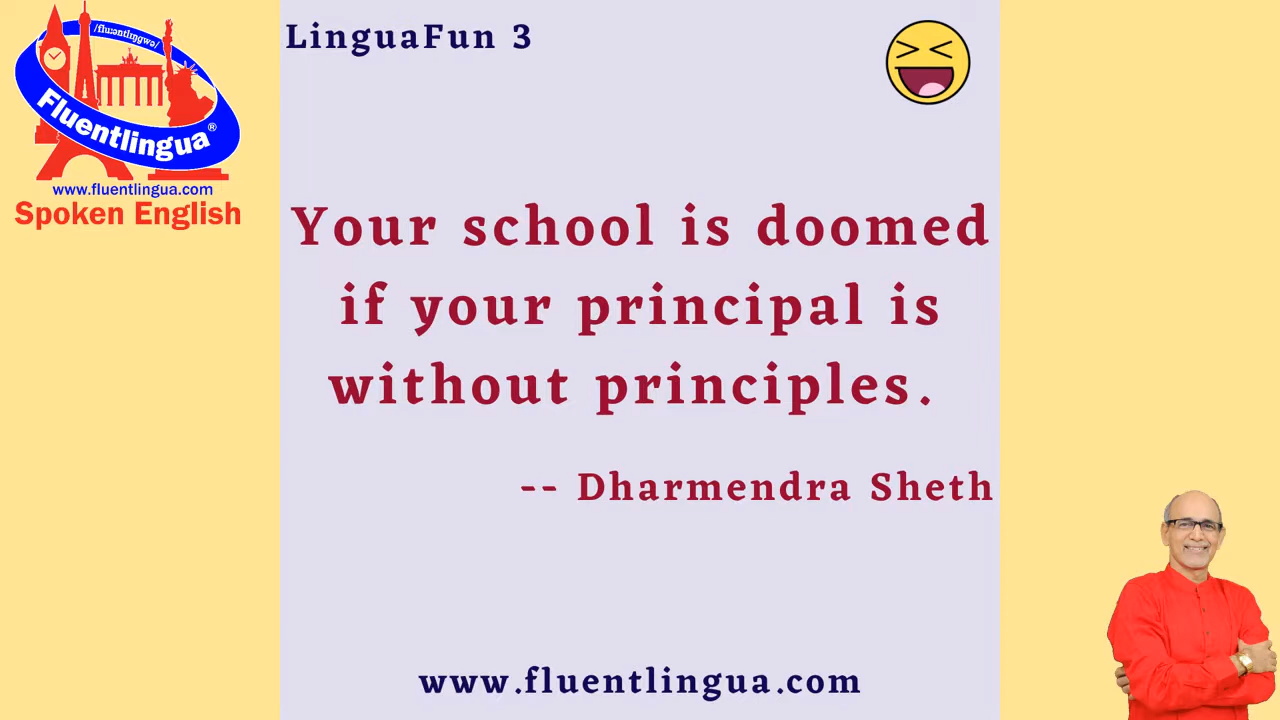 /fluːəntlɪŋɡwə/
Fluentlingua®
www.fluentlingua.com
Spoken English
LinguaFun 3
Your school is doomed
if your principal is
without principles.
-- Dharmendra Sheth
www.fluentlingua.com